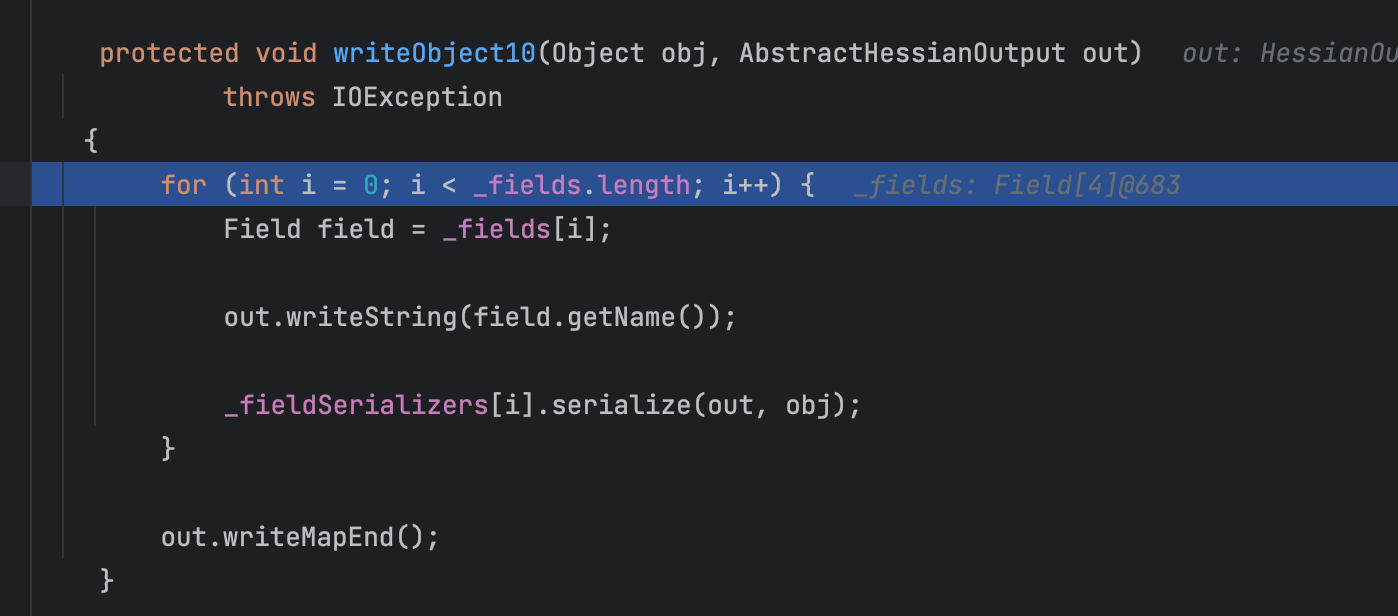 protected void writeObject10(Object obj, AbstractHessianOutput out)   out: HessianOu
throws IOException
{
for (int i = 0; i < _fields.length; i++) {   _fields: Field[4]@683
Field field = _fields[i];
out.writeString(field.getName());
_fieldSerializers[i].serialize(out, obj);
}
out.writeMapEnd();
}